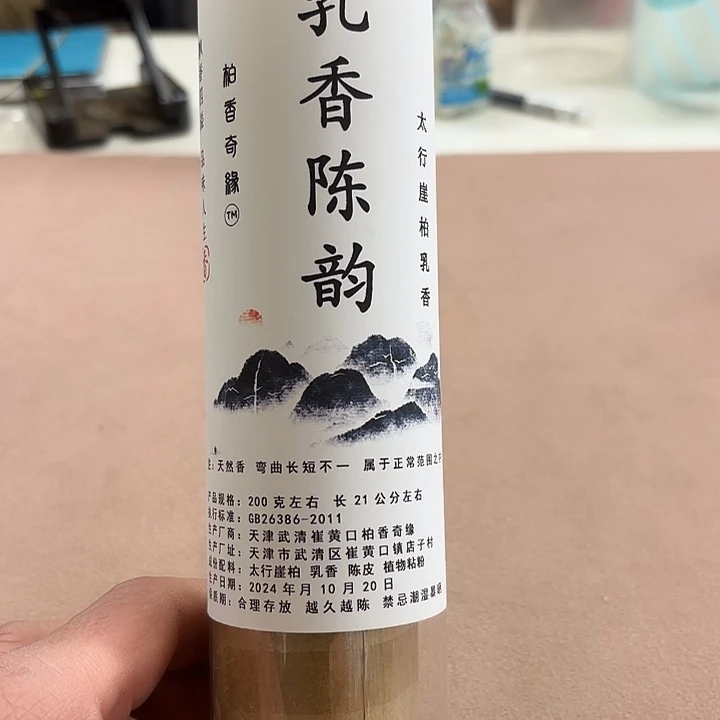 乳香陈韵
太行崖柏乳香
柏香奇缘
TM
注：天然香 弯曲长短不一 属于正常范围之内
产品规格：200 克左右 长 21 公分左右
执行标准：GB26386-2011
生产厂商：天津武清崔黄口柏香奇缘
生产厂址：天津市武清区崔黄口镇店子村
成份配料：太行崖柏 乳香 陈皮 植物粘粉
生产日期：2024 年月 10 月 20 日
保质期：合理存放 越久越陈 禁忌潮湿暴晒